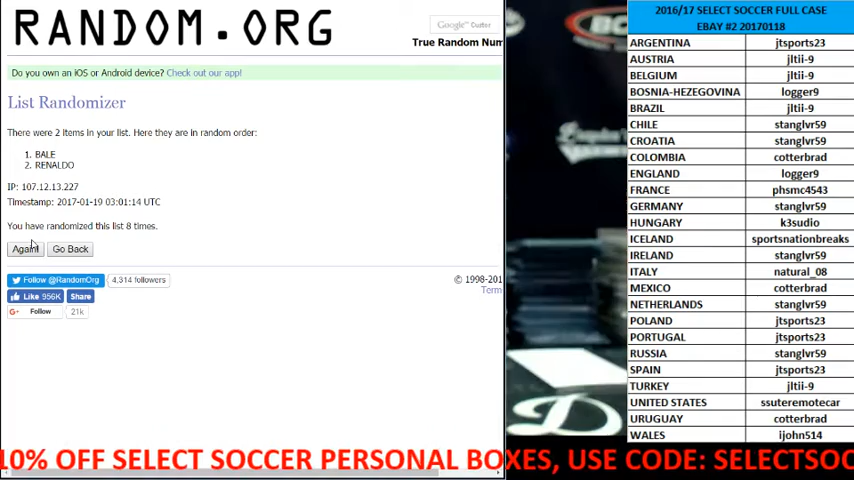 RANDOM.ORG
Google™ Custor
True Random Num
Do you own an iOS or Android device? Check out our app!
List Randomizer
There were 2 items in your list. Here they are in random order:
1. BALE
2. RENALDO
IP: 107.12.13.227
Timestamp: 2017-01-19 03:01:14 UTC
You have randomized this list 8 times.
Again! Go Back
Follow @RandomOrg 4,314 followers
Like 956K Share
G+ Follow 21k
© 1998-201
Term
2016/17 SELECT SOCCER FULL CASE
EBAY #2 20170118
ARGENTINA jtsports23
AUSTRIA jltii-9
BELGIUM jltii-9
BOSNIA-HEZEGOVINA logger9
BRAZIL jltii-9
CHILE stanglvr59
CROATIA stanglvr59
COLOMBIA cotterbrad
ENGLAND logger9
FRANCE phsmc4543
GERMANY stanglvr59
HUNGARY k3sudio
ICELAND sportsnationbreaks
IRELAND stanglvr59
ITALY natural_08
MEXICO cotterbrad
NETHERLANDS stanglvr59
POLAND jtsports23
PORTUGAL jtsports23
RUSSIA stanglvr59
SPAIN jtsports23
TURKEY jltii-9
UNITED STATES ssuteremotecar
URUGUAY cotterbrad
WALES ijohn514
10% OFF SELECT SOCCER PERSONAL BOXES, USE CODE: SELECTSOC